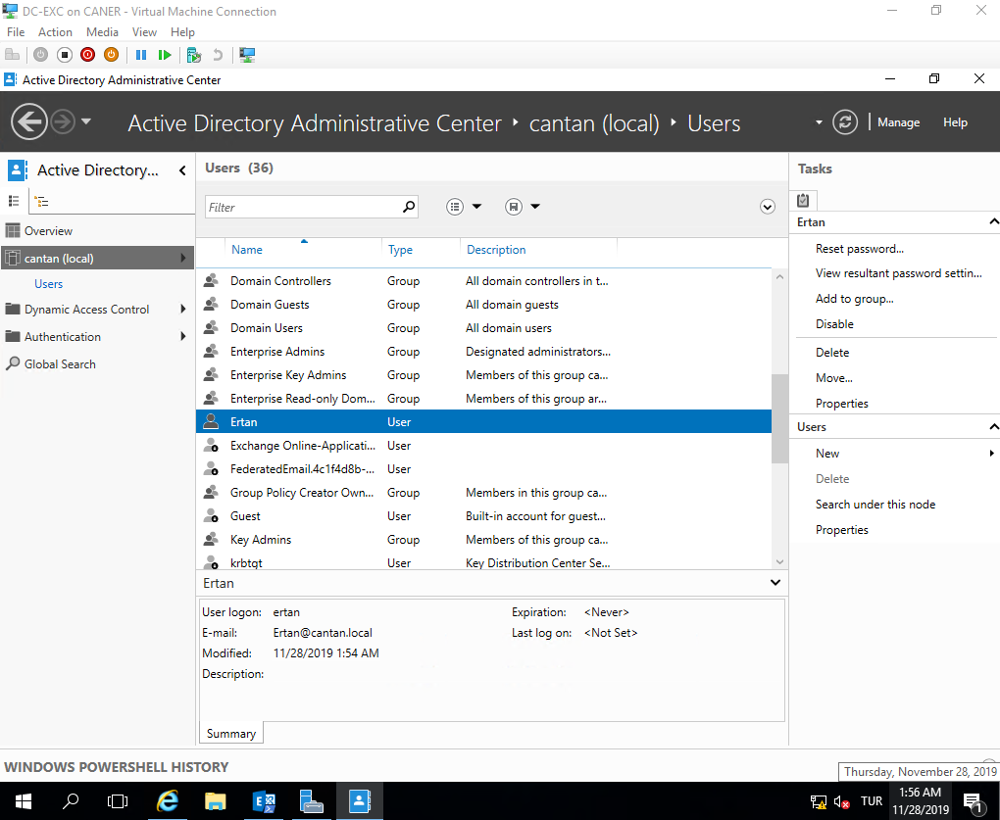 DC-EXC on CANER - Virtual Machine Connection
File Action Media View Help
Active Directory Administrative Center
Active Directory Administrative Center • cantan (local) • Users
Manage Help
Active Directory...
Overview
cantan (local)
Users
Dynamic Access Control
Authentication
Global Search
Users (36)
Filter
Name Type Description
Domain Controllers Group All domain controllers in t...
Domain Guests Group All domain guests
Domain Users Group All domain users
Enterprise Admins Group Designated administrators...
Enterprise Key Admins Group Members of this group ca...
Enterprise Read-only Dom... Group Members of this group ar...
Ertan User
Exchange Online-Applicati... User
FederatedEmail.4c1f4d8b-... User
Group Policy Creator Own... Group Members in this group ca...
Guest User Built-in account for guest...
Key Admins Group Members of this group ca...
krbtgt User Key Distribution Center Se...
Ertan
User logon: ertan Expiration: <Never>
E-mail: Ertan@cantan.local Last log on: <Not Set>
Modified: 11/28/2019 1:54 AM
Description:
Summary
Tasks
Ertan
Reset password...
View resultant password settin...
Add to group...
Disable
Delete
Move...
Properties
Users
New
Delete
Search under this node
Properties
WINDOWS POWERSHELL HISTORY
Thursday, November 28, 2019
TUR
1:56 AM
11/28/2019
1